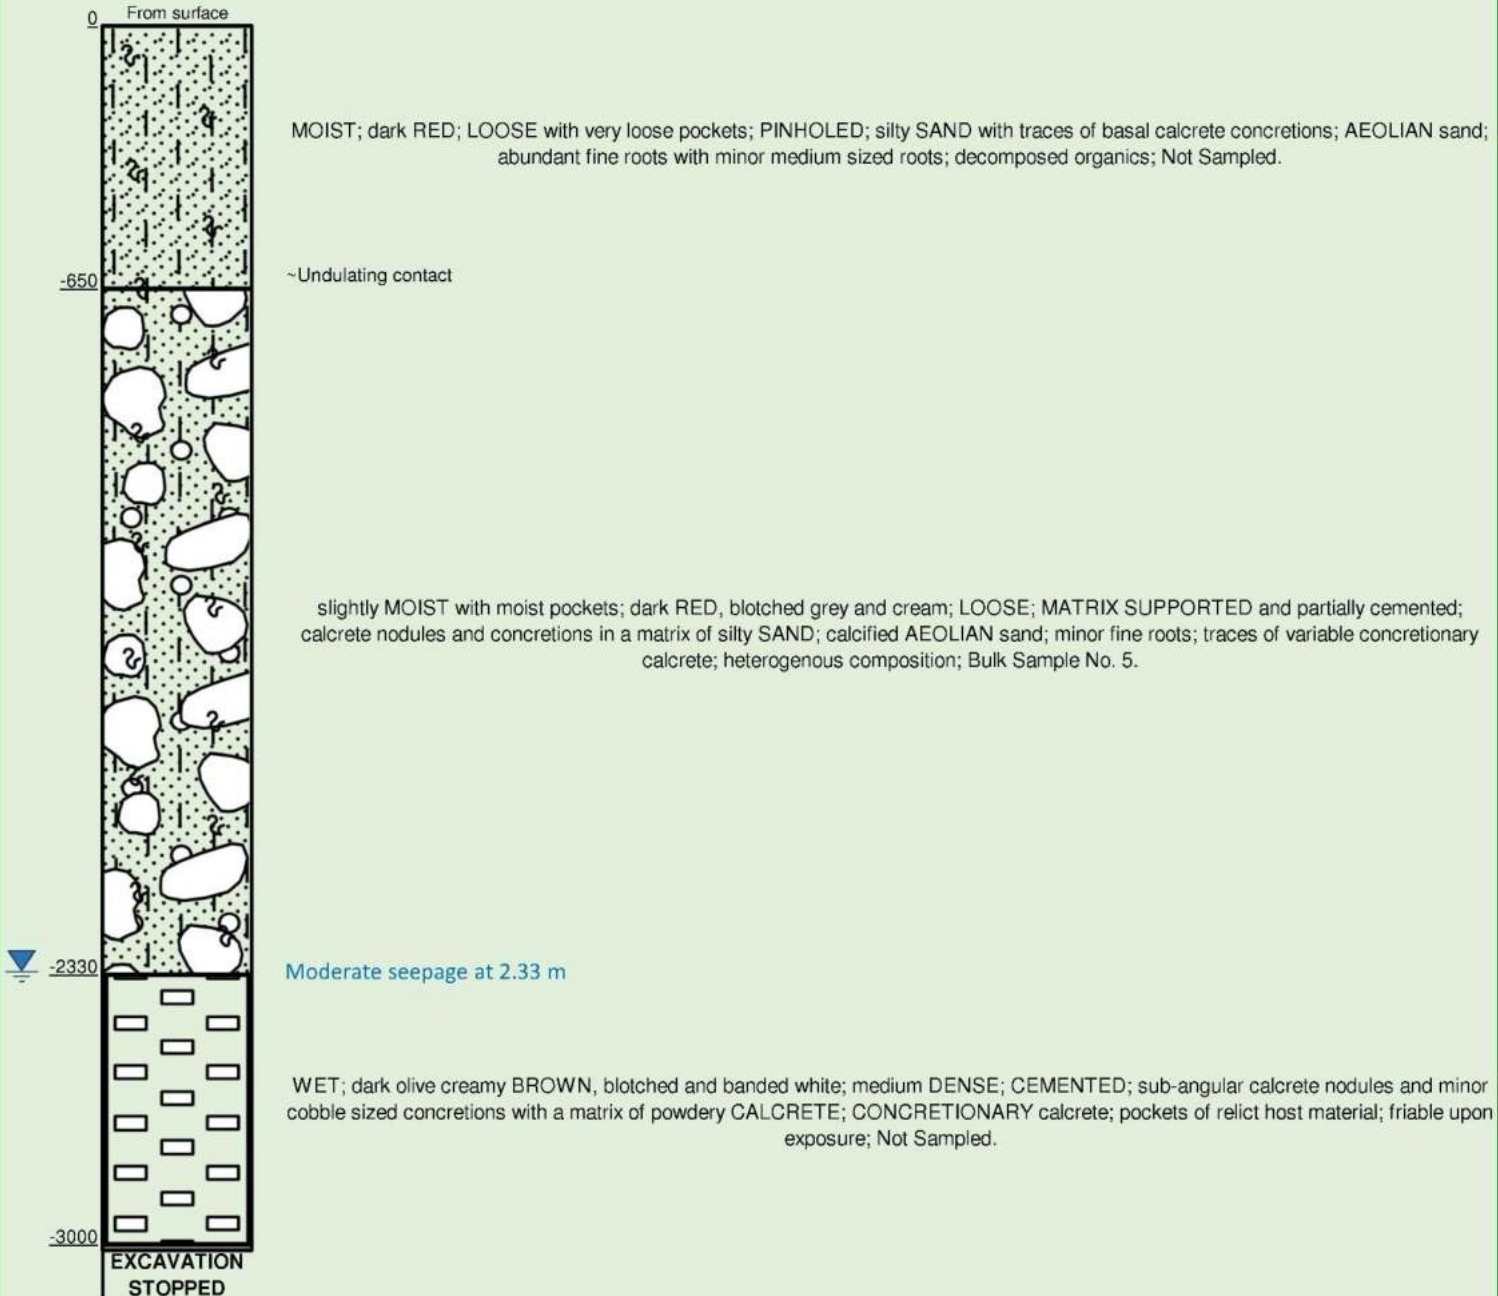 From surface
0
MOIST; dark RED; LOOSE with very loose pockets; PINHOLED; silty SAND with traces of basal calcrete concretions; AEOLIAN sand;
abundant fine roots with minor medium sized roots; decomposed organics; Not Sampled.
~Undulating contact
-650
slightly MOIST with moist pockets; dark RED, blotched grey and cream; LOOSE; MATRIX SUPPORTED and partially cemented;
calcrete nodules and concretions in a matrix of silty SAND; calcified AEOLIAN sand; minor fine roots; traces of variable concretionary
calcrete; heterogenous composition; Bulk Sample No. 5.
-2330
Moderate seepage at 2.33 m
WET; dark olive creamy BROWN, blotched and banded white; medium DENSE; CEMENTED; sub-angular calcrete nodules and minor
cobble sized concretions with a matrix of powdery CALCRETE; CONCRETIONARY calcrete; pockets of relict host material; friable upon
exposure; Not Sampled.
-3000
EXCAVATION
STOPPED